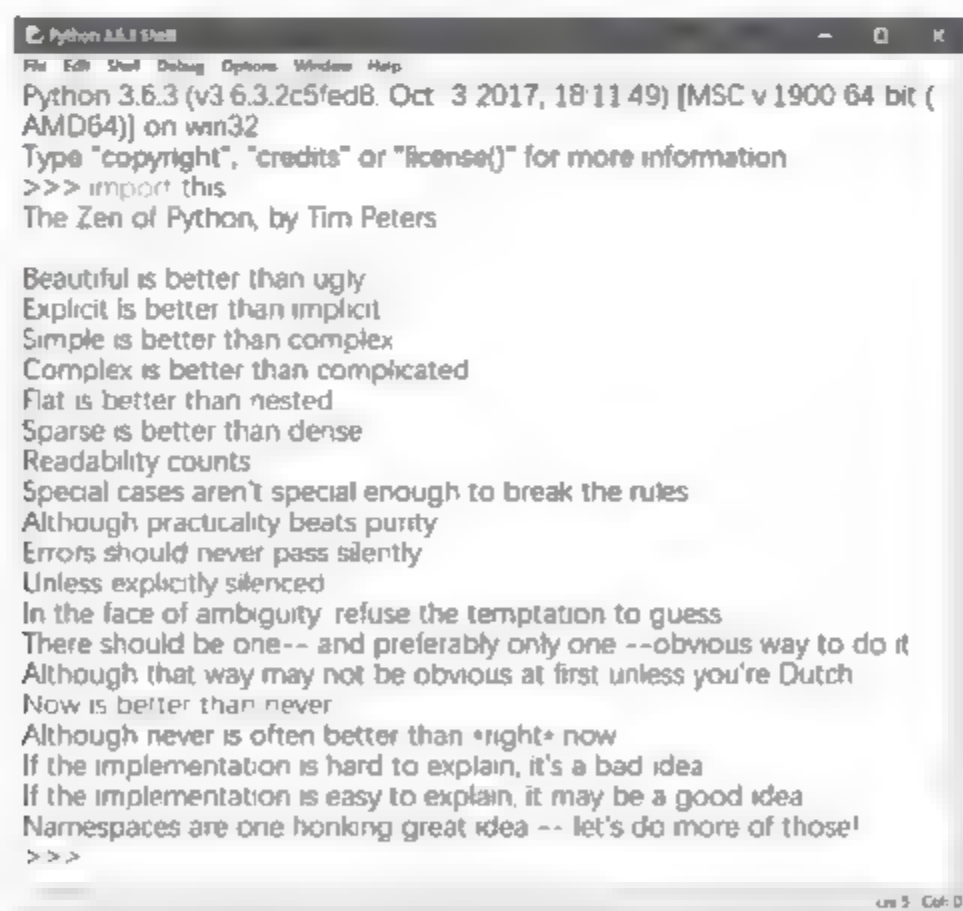 Python 3.6.3 Shell
File Edit Shell Debug Options Window Help
Python 3.6.3 (v3 6.3.2c5fed8. Oct 3 2017, 18:11 49) [MSC v 1900 64 bit (
AMD64)] on win32
Type "copyright", "credits" or "license()" for more information
>>> import this
The Zen of Python, by Tim Peters
Beautiful is better than ugly
Explicit is better than implicit
Simple is better than complex
Complex is better than complicated
Flat is better than nested
Sparse is better than dense
Readability counts
Special cases aren't special enough to break the rules
Although practicality beats purity
Errors should never pass silently
Unless explicitly silenced
In the face of ambiguity refuse the temptation to guess
There should be one-- and preferably only one --obvious way to do it
Although that way may not be obvious at first unless you're Dutch
Now is better than never
Although never is often better than *right* now
If the implementation is hard to explain, it's a bad idea
If the implementation is easy to explain, it may be a good idea
Namespaces are one honking great idea -- let's do more of those!
>>>
Ln 5 Col: 0